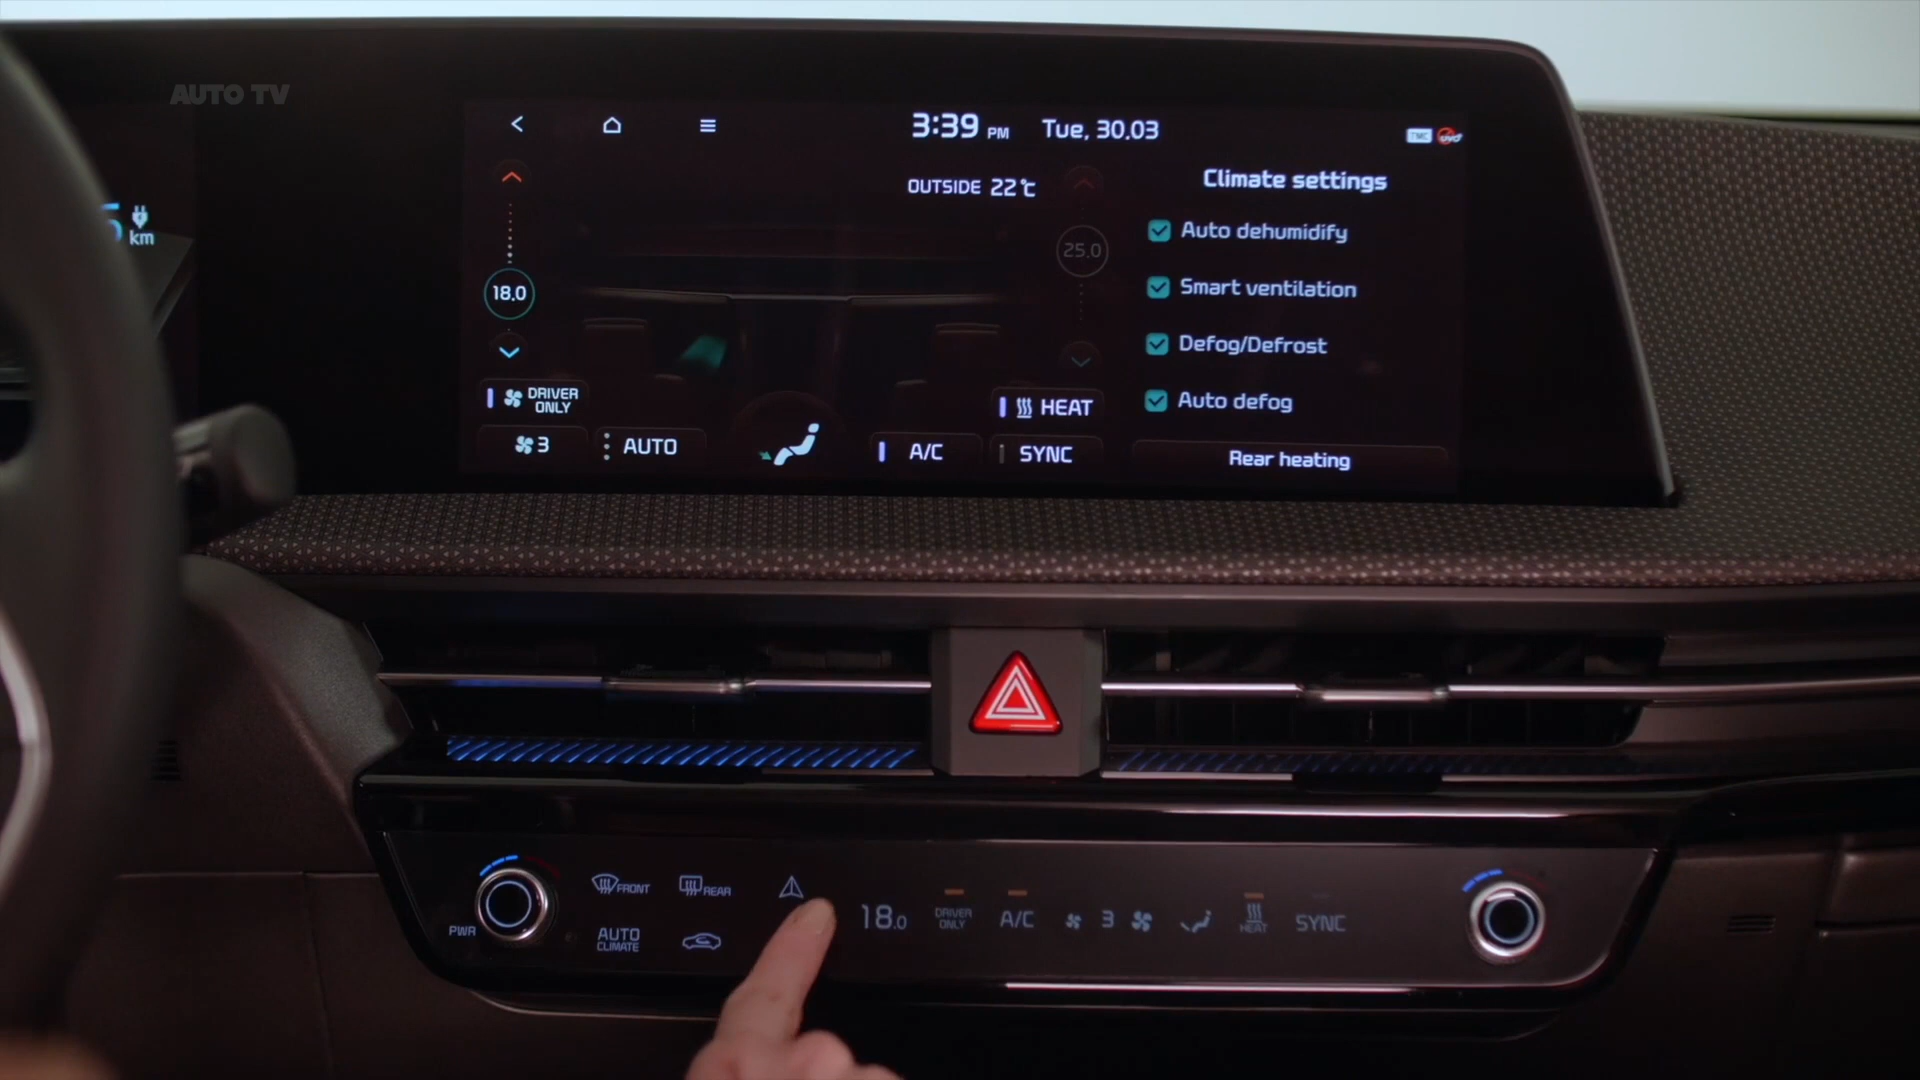 AUTO TV
3:39 PM Tue, 30.03
OUTSIDE 22°C
Climate settings
km
18.0
25.0
Auto dehumidify
Smart ventilation
Defog/Defrost
Auto defog
DRIVER
ONLY
HEAT
3
AUTO
A/C
SYNC
Rear heating
PWR
FRONT
REAR
AUTO
CLIMATE
18.0
DRIVER
ONLY
A/C
3
HEAT
SYNC